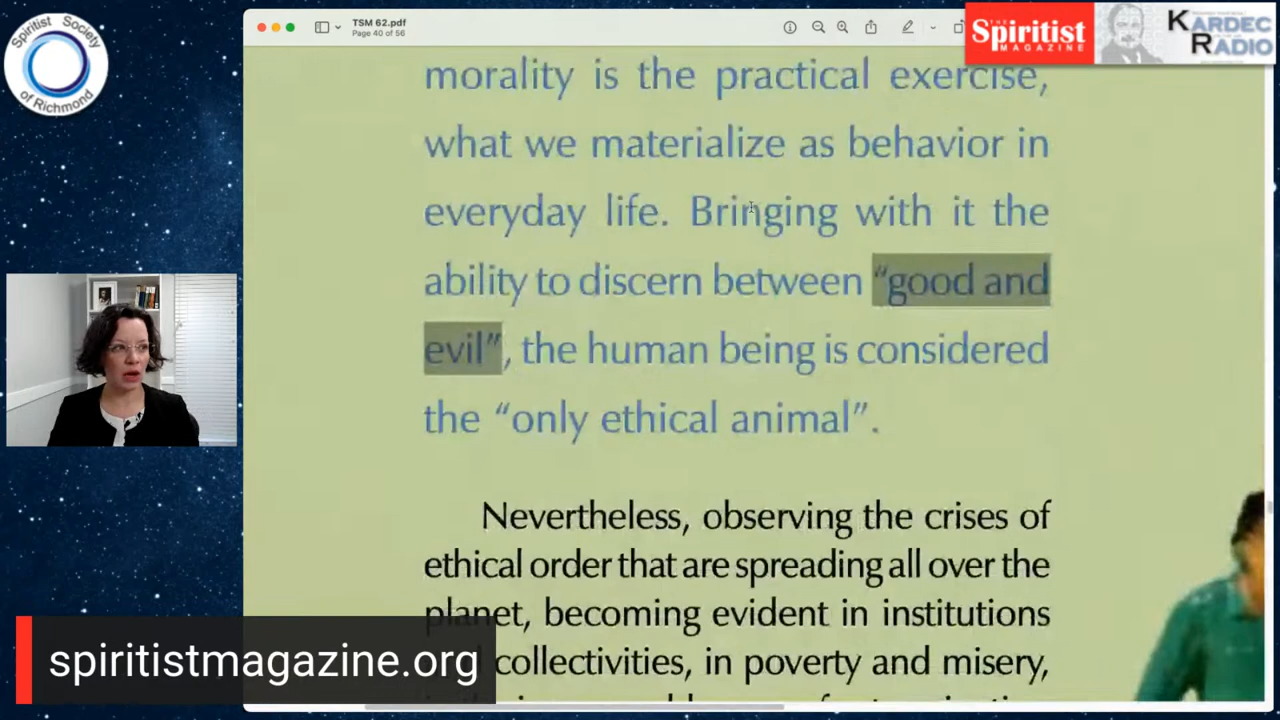 Spiritist Society
of Richmond
TSM 62.pdf
Page 40 of 56
THE
Spiritist
MAGAZINE
KARDEC
RADIO
morality is the practical exercise,
what we materialize as behavior in
everyday life. Bringing with it the
ability to discern between “good and
evil”, the human being is considered
the “only ethical animal”.
Nevertheless, observing the crises of
ethical order that are spreading all over the
planet, becoming evident in institutions
collectivities, in poverty and misery,
spiritistmagazine.org